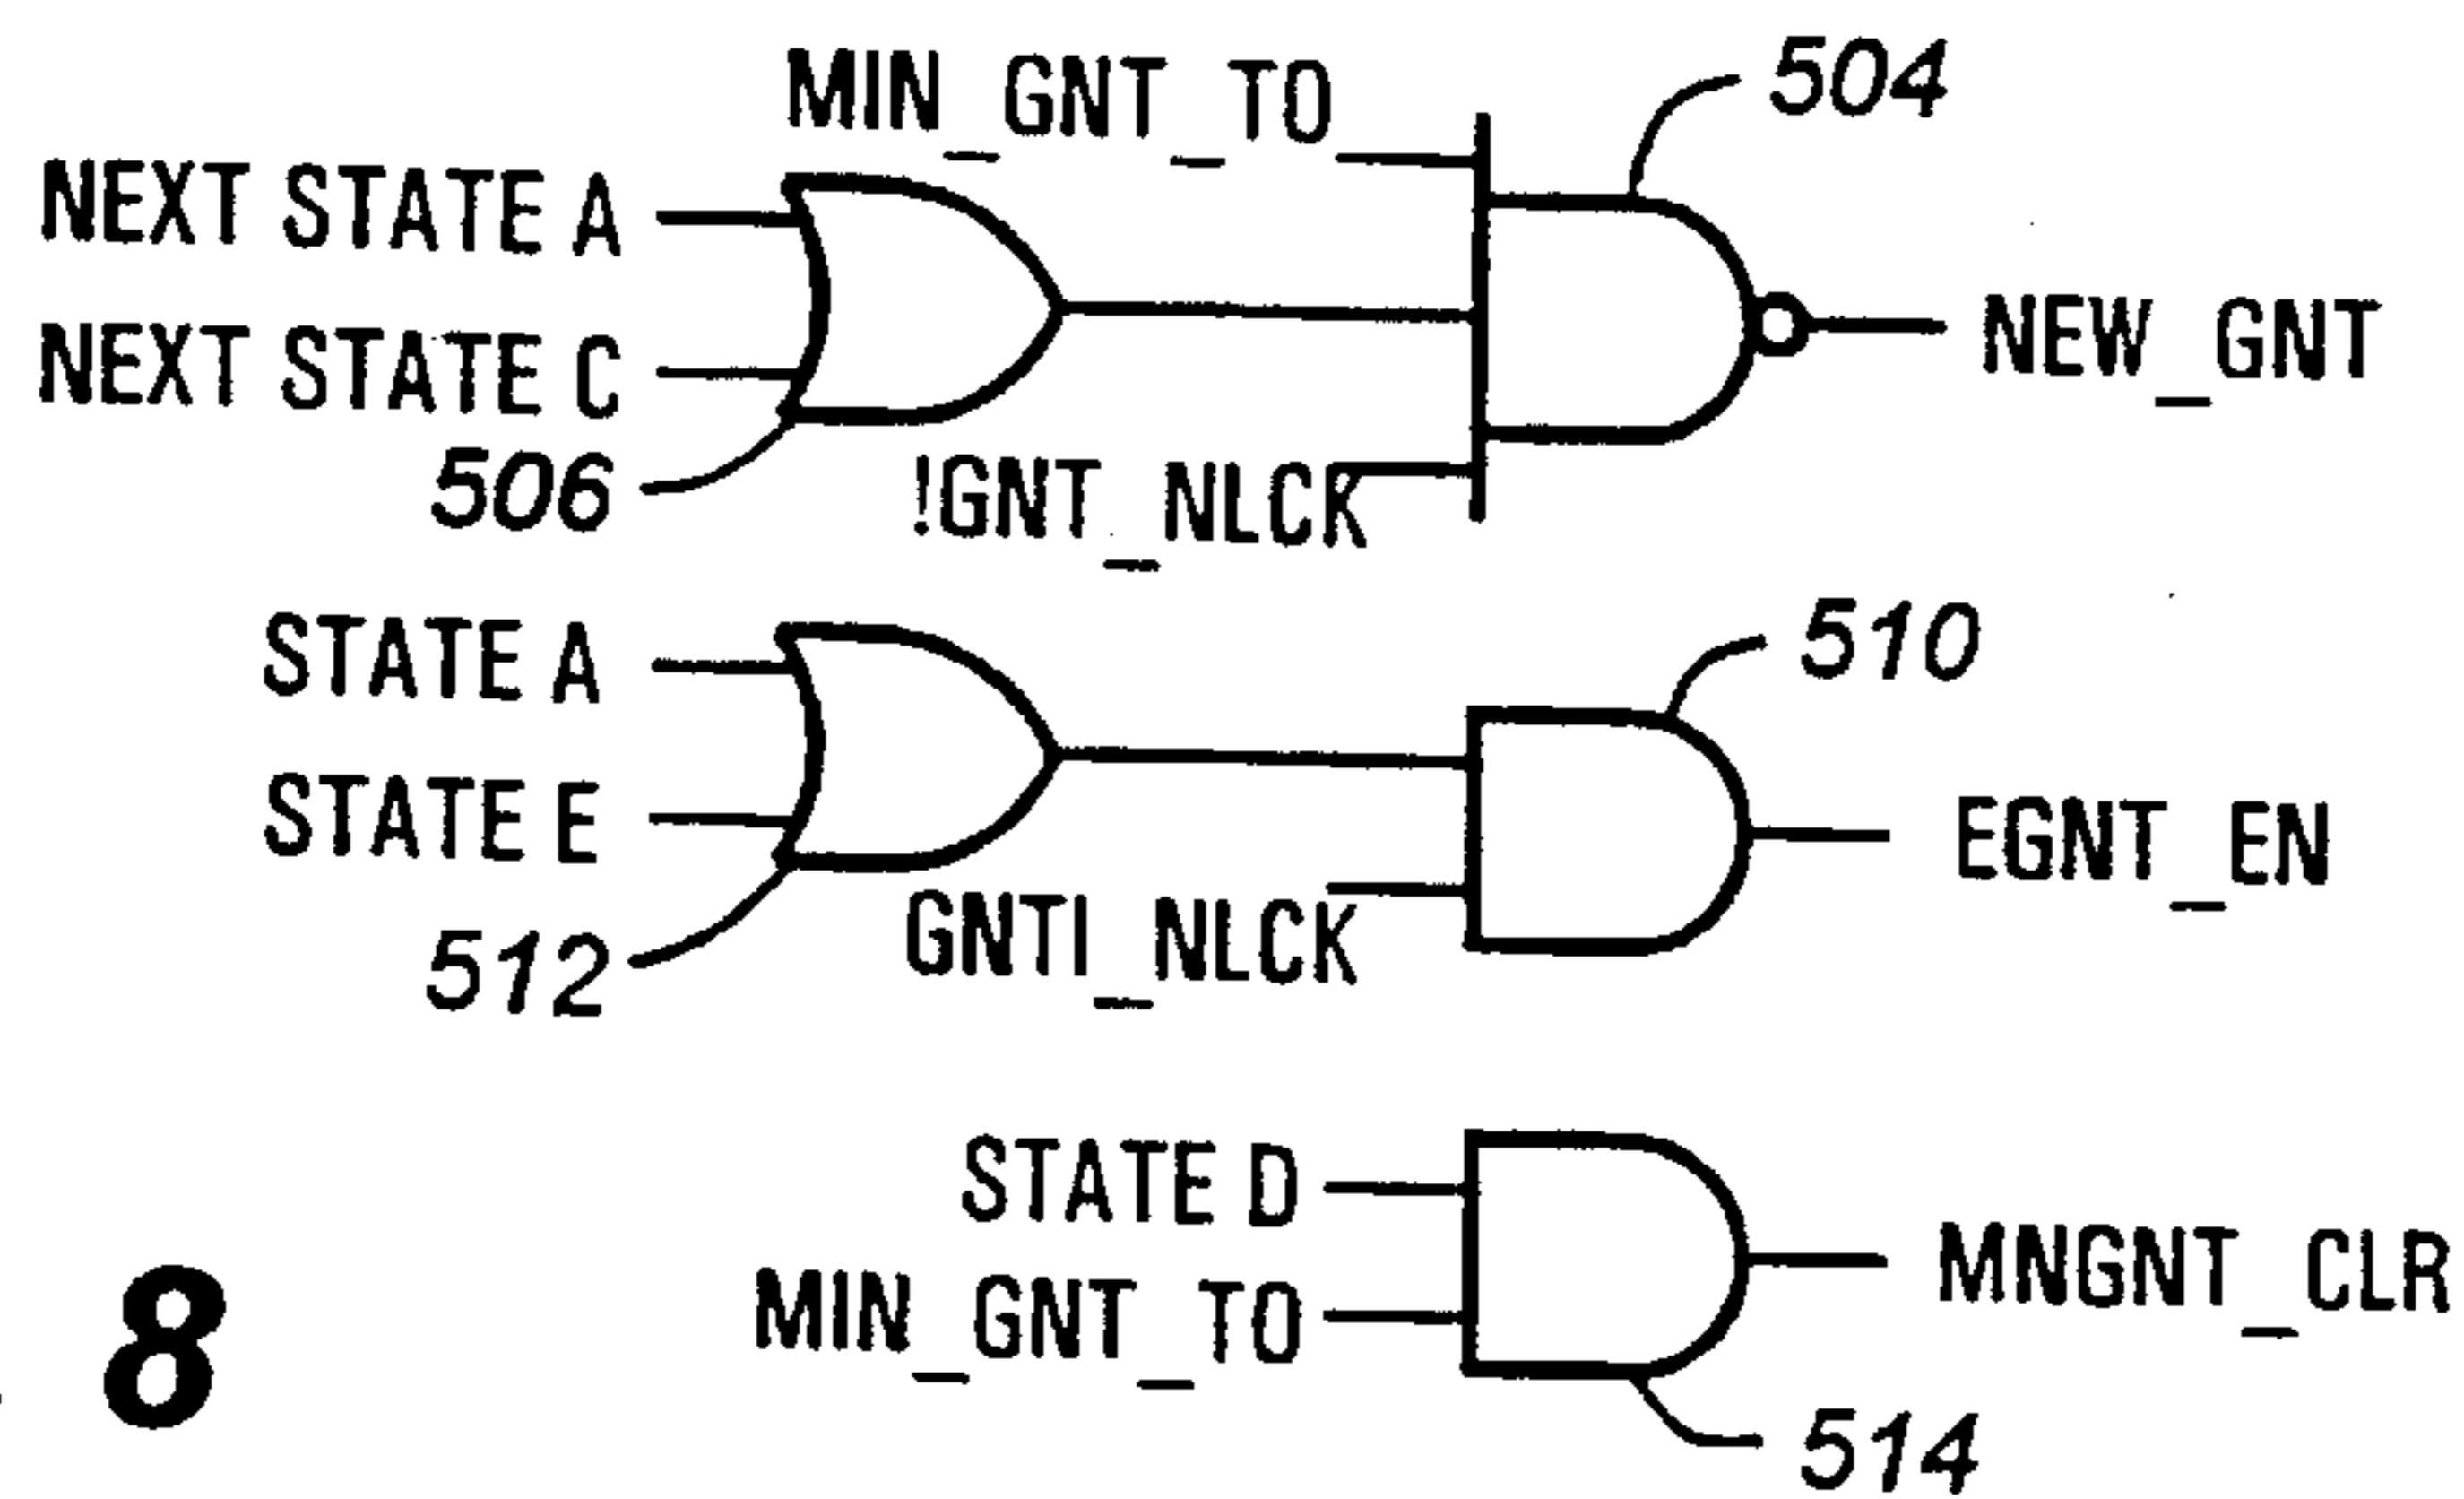 MIN_GNT_TO
504
NEXT STATE A
NEXT STATE C
NEW_GNT
506
!GNT_NLCK
STATE A
510
STATE E
EGNT_EN
GNTI_NLCK
512
STATE D
MIN_GNT_TO
MNGNT_CLR
8
514